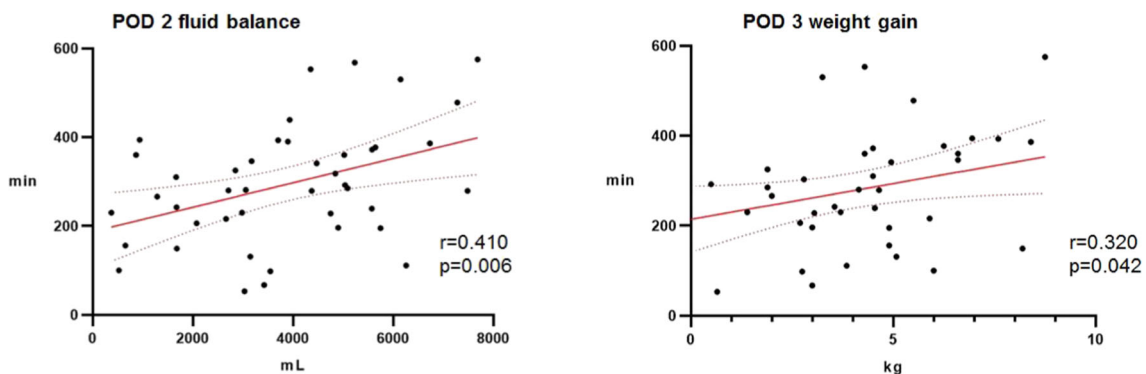 POD 2 fluid balance
600
400
min
200
0
0 2000 4000 6000 8000
mL
r=0.410
p=0.006
POD 3 weight gain
600
400
min
200
0
0 5 10
kg
r=0.320
p=0.042